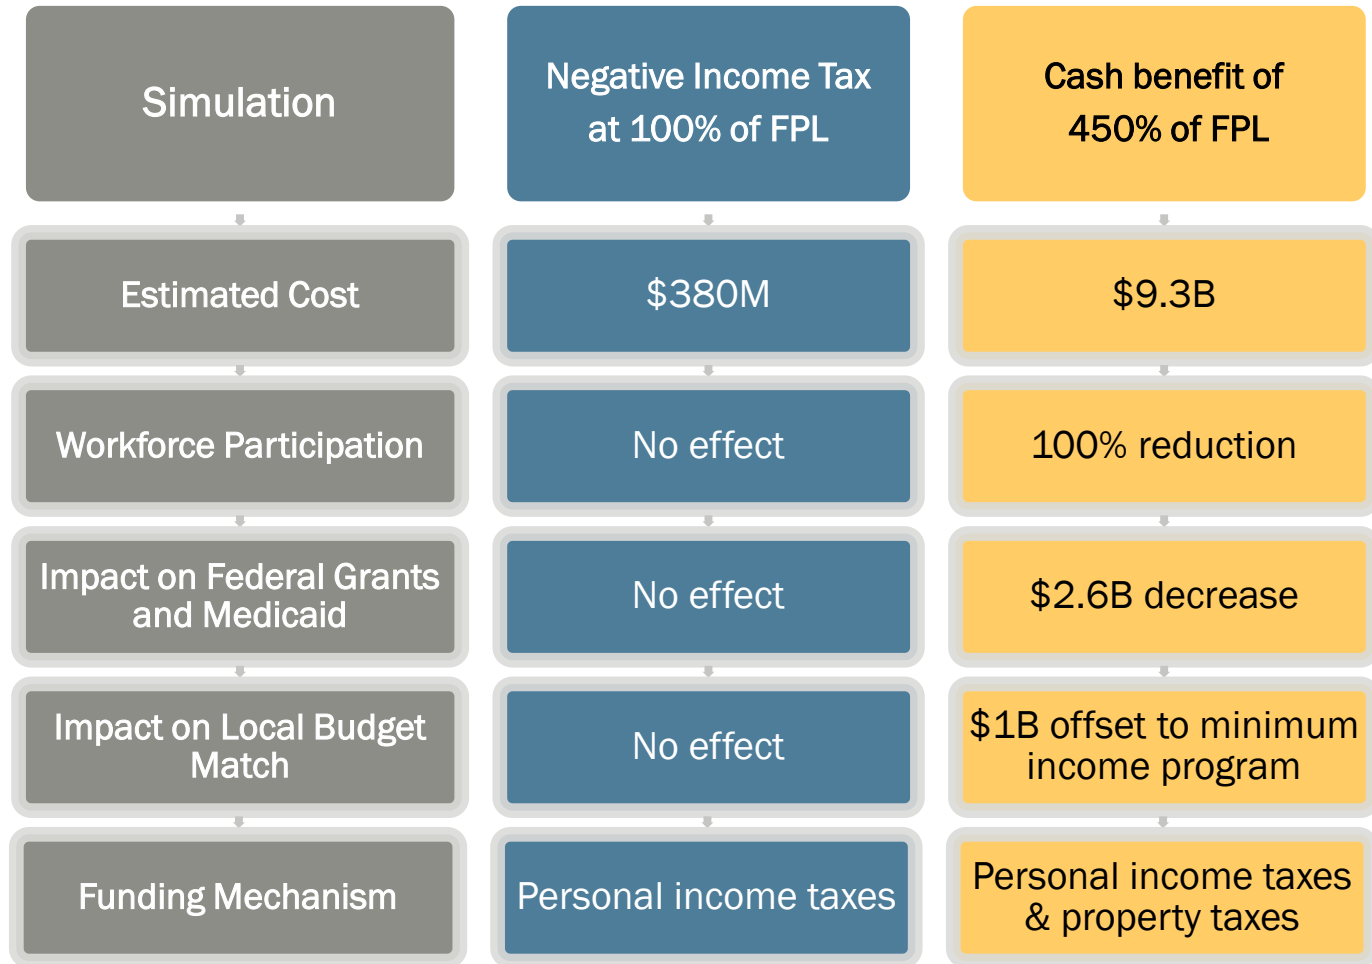 Simulation
Negative Income Tax
at 100% of FPL
Cash benefit of
450% of FPL
Estimated Cost
$380M
$9.3B
Workforce Participation
No effect
100% reduction
Impact on Federal Grants
and Medicaid
No effect
$2.6B decrease
Impact on Local Budget
Match
No effect
$1B offset to minimum
income program
Funding Mechanism
Personal income taxes
Personal income taxes
& property taxes